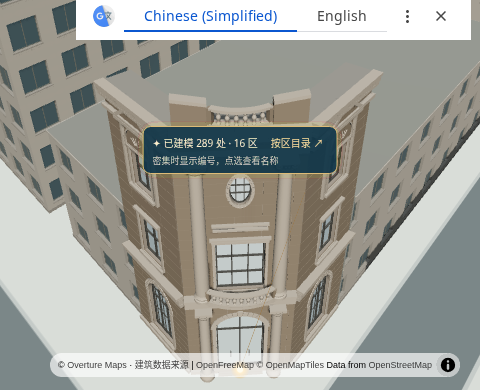 Chinese (Simplified) English
✦ 已建模 289 处 · 16 区 按区目录 ↗
密集时显示编号，点选查看名称
© Overture Maps · 建筑数据来源 | OpenFreeMap © OpenMapTiles Data from OpenStreetMap